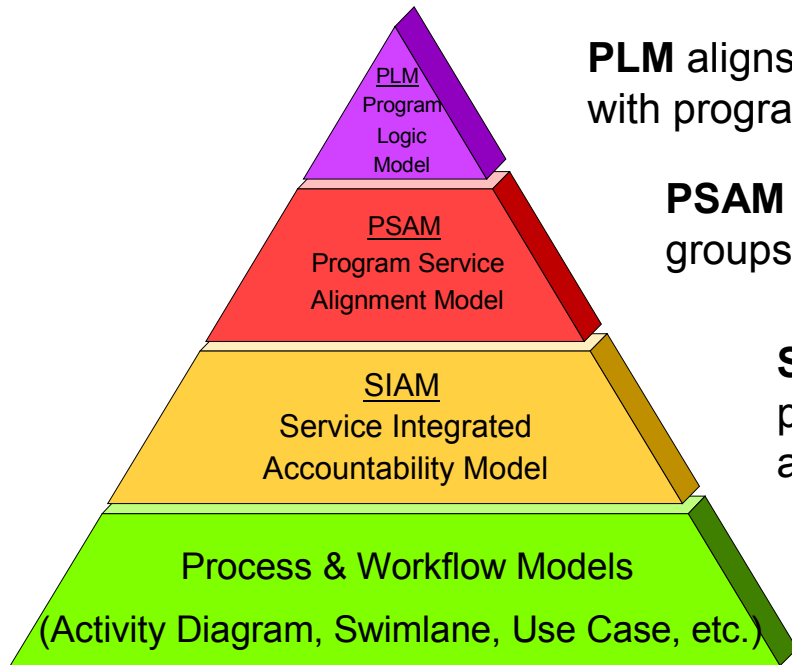 PLM
Program
Logic
Model
PLM aligns
with progra
PSAM
Program Service
Alignment Model
PSAM
groups
SIAM
Service Integrated
Accountability Model
S
p
a
Process & Workflow Models
(Activity Diagram, Swimlane, Use Case, etc.)